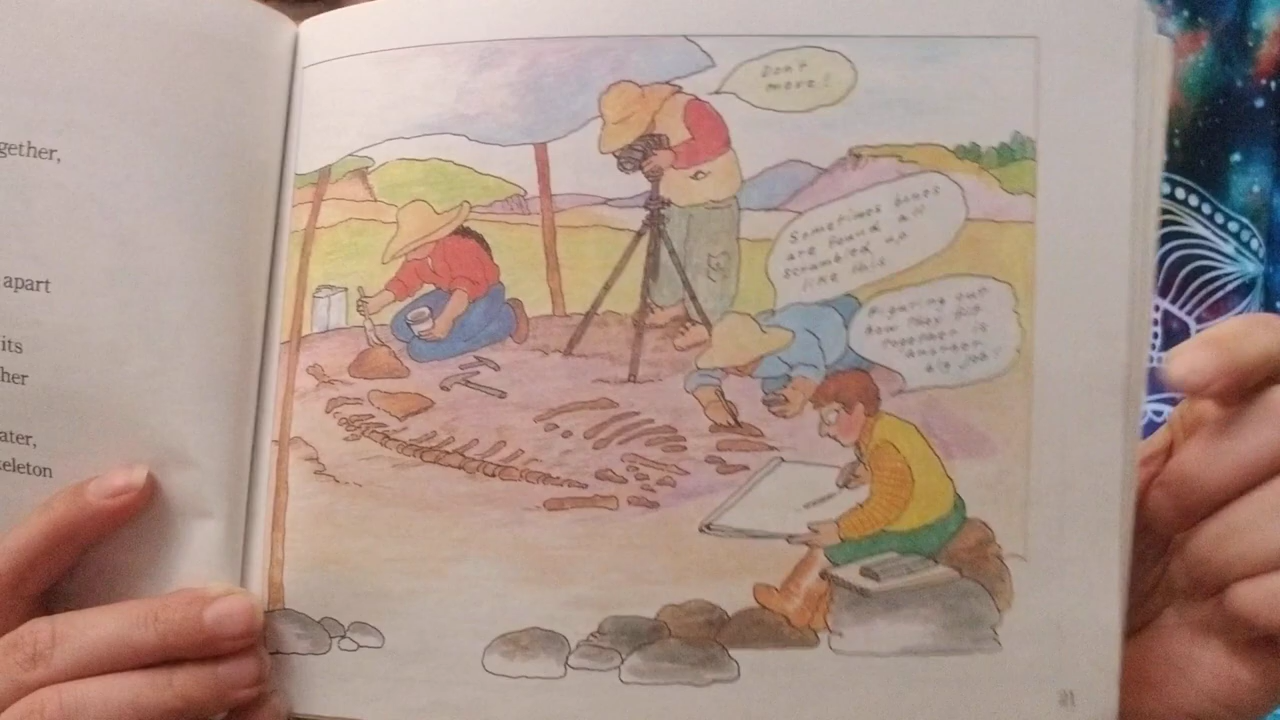 gether,
apart
its
her
ater,
keleton
Don't
move!
Sometimes bones
are found all
scrambled up
like this
Figuring out
how they fit
together is
another
big job!
31